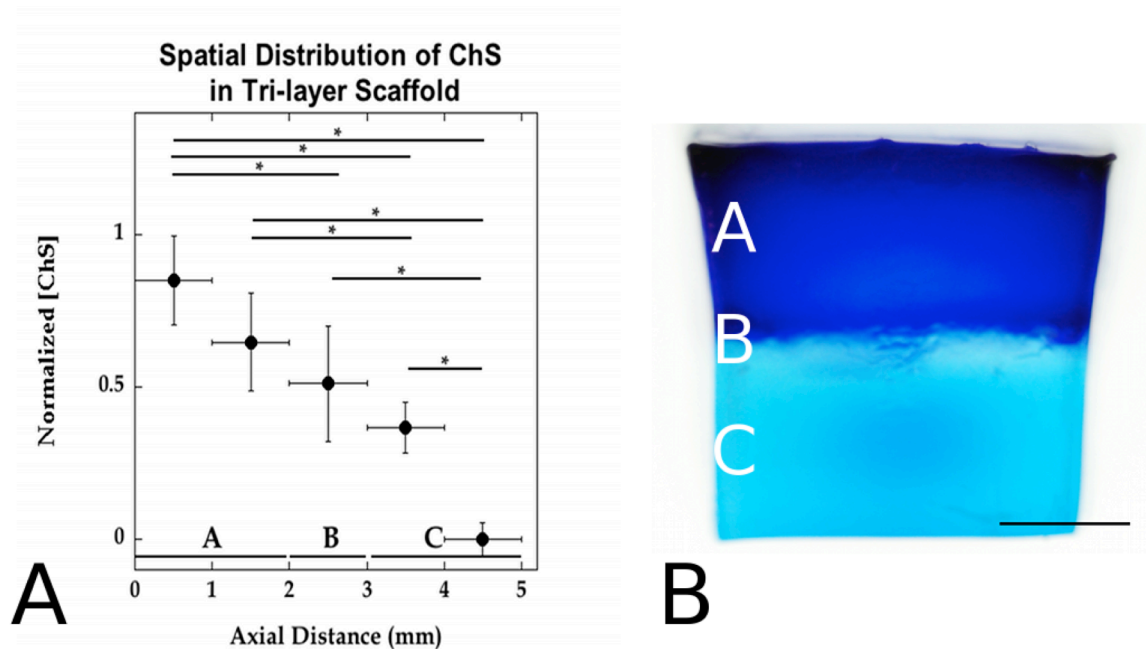 Spatial Distribution of ChS
in Tri-layer Scaffold
*
*
*
*
*
*
*
Normalized [ChS]
1
0.5
0
A B C
0 1 2 3 4 5
Axial Distance (mm)
A
A
B
C
B